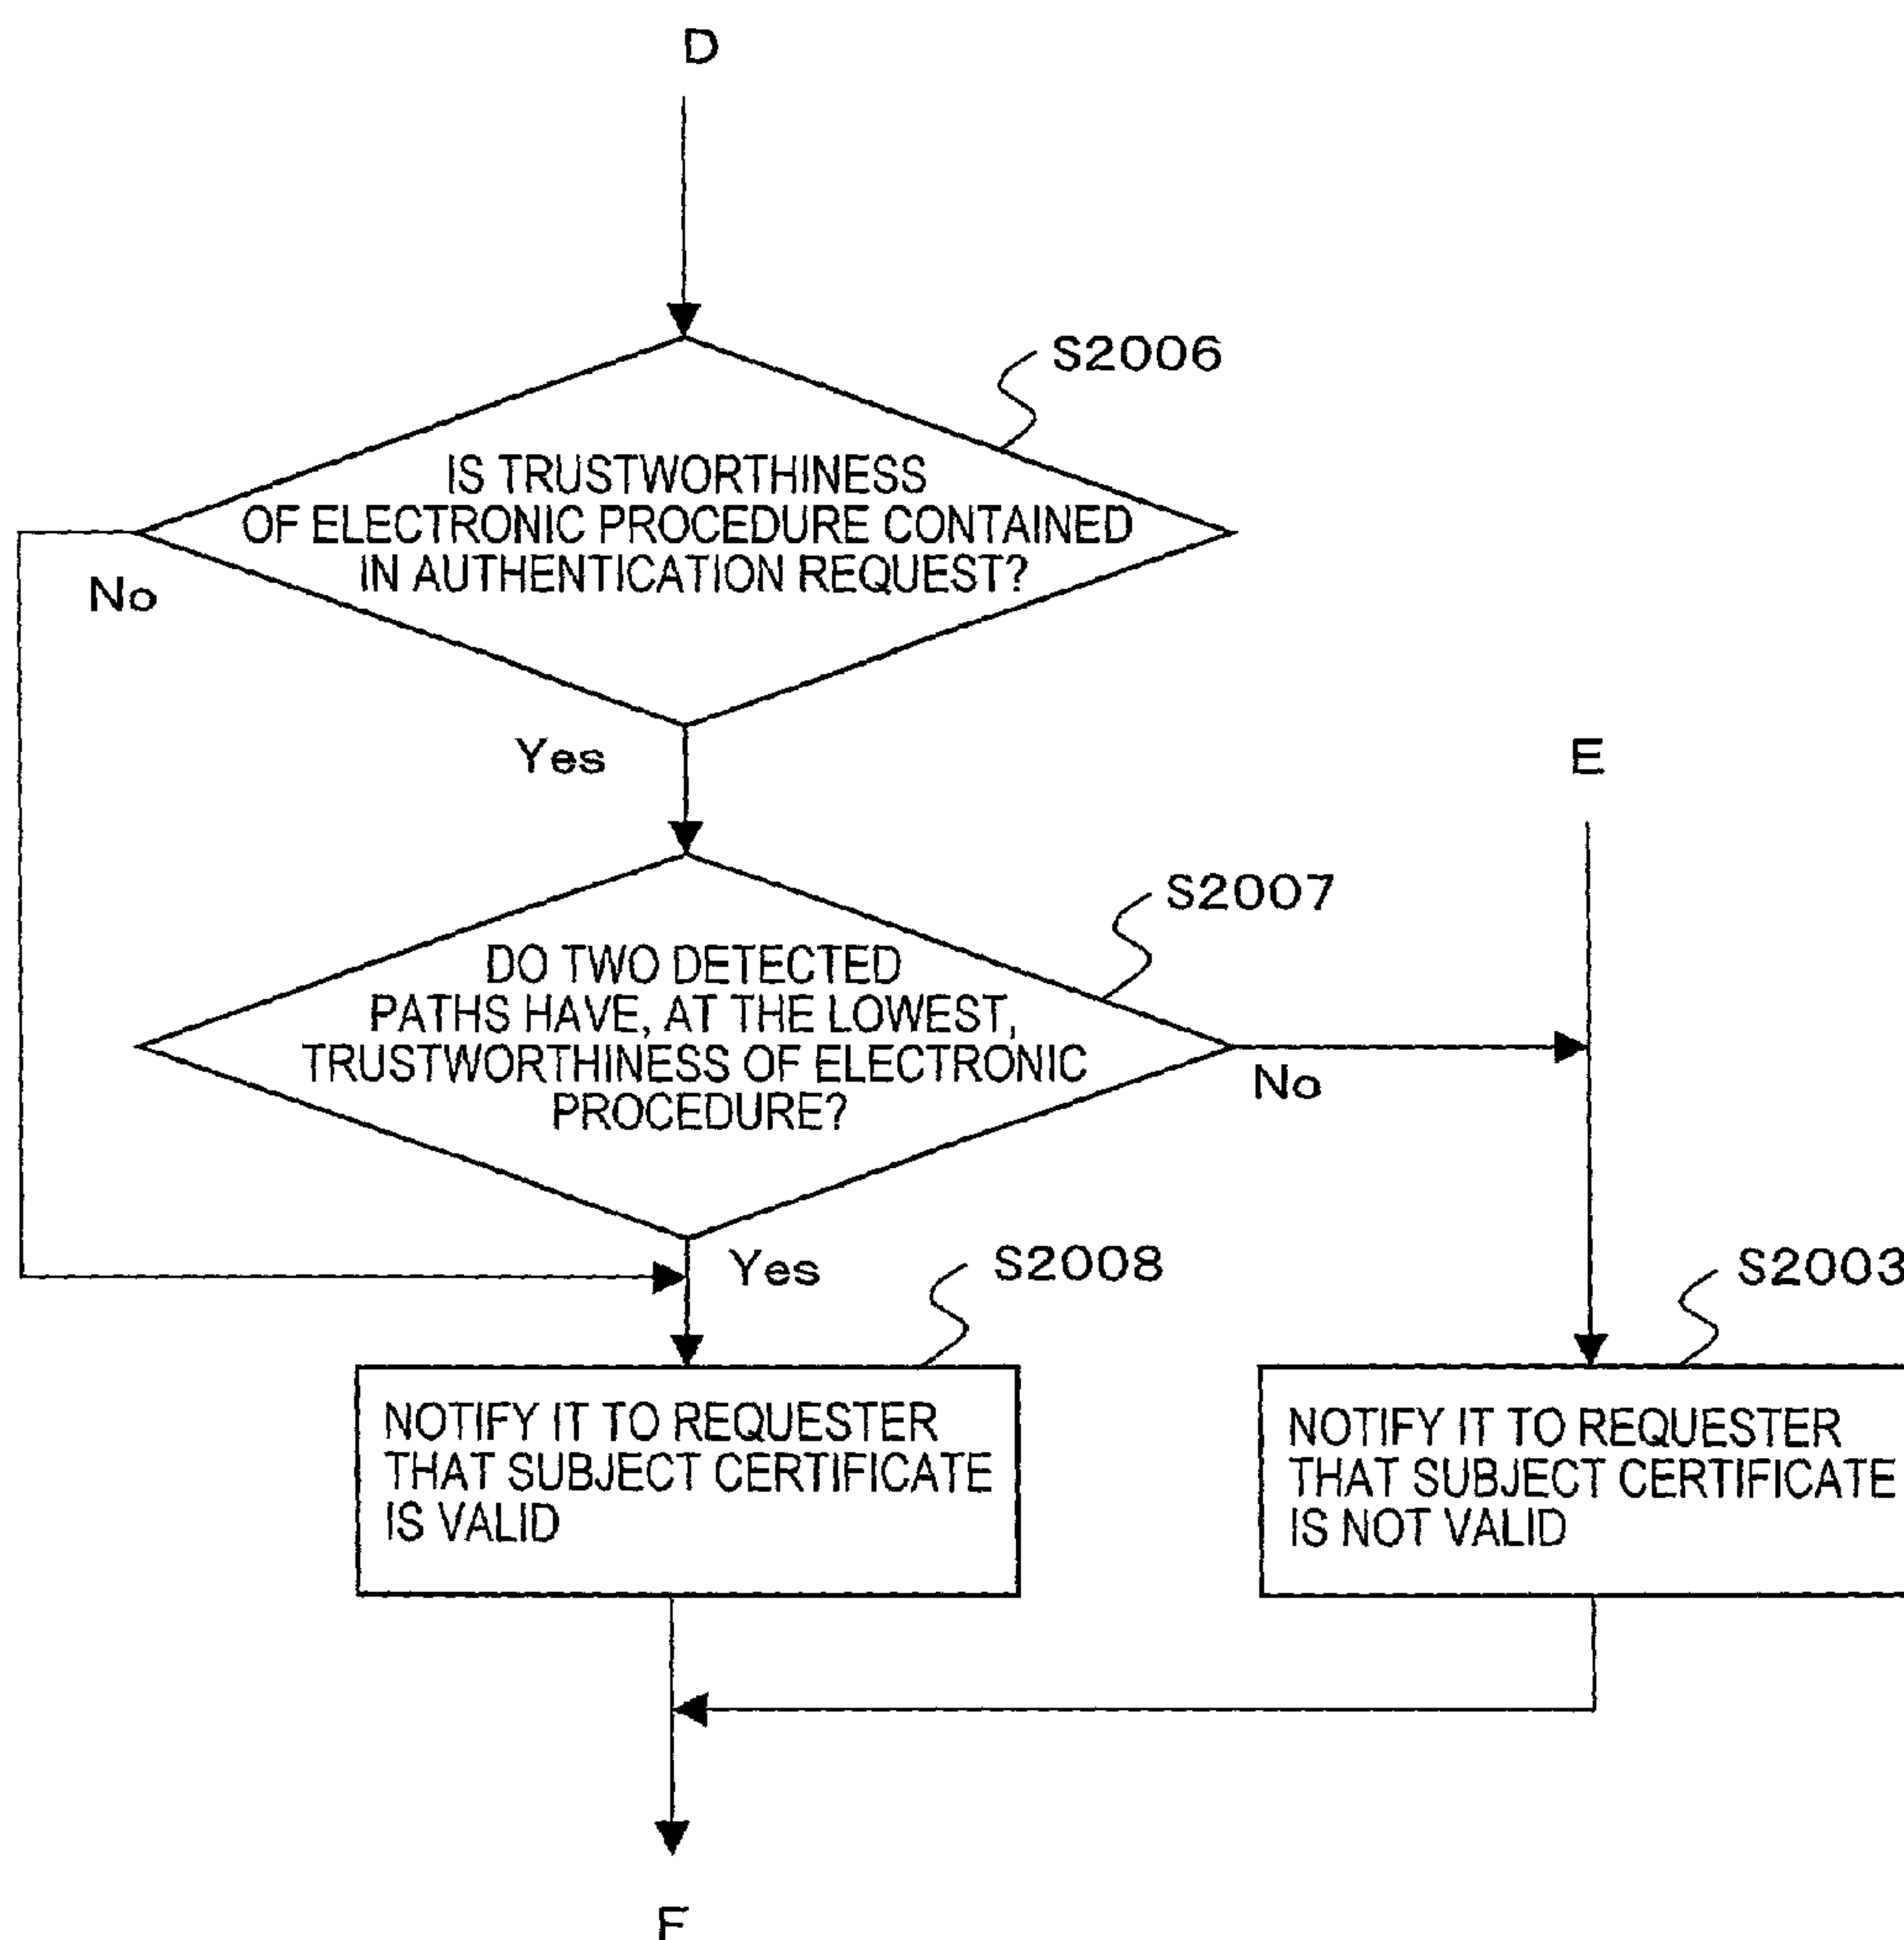 D
S2006
IS TRUSTWORTHINESS
OF ELECTRONIC PROCEDURE CONTAINED
IN AUTHENTICATION REQUEST?
No
Yes
E
S2007
DO TWO DETECTED
PATHS HAVE, AT THE LOWEST,
TRUSTWORTHINESS OF ELECTRONIC
PROCEDURE?
No
Yes
S2008
S2003
NOTIFY IT TO REQUESTER
THAT SUBJECT CERTIFICATE
IS VALID
NOTIFY IT TO REQUESTER
THAT SUBJECT CERTIFICATE
IS NOT VALID